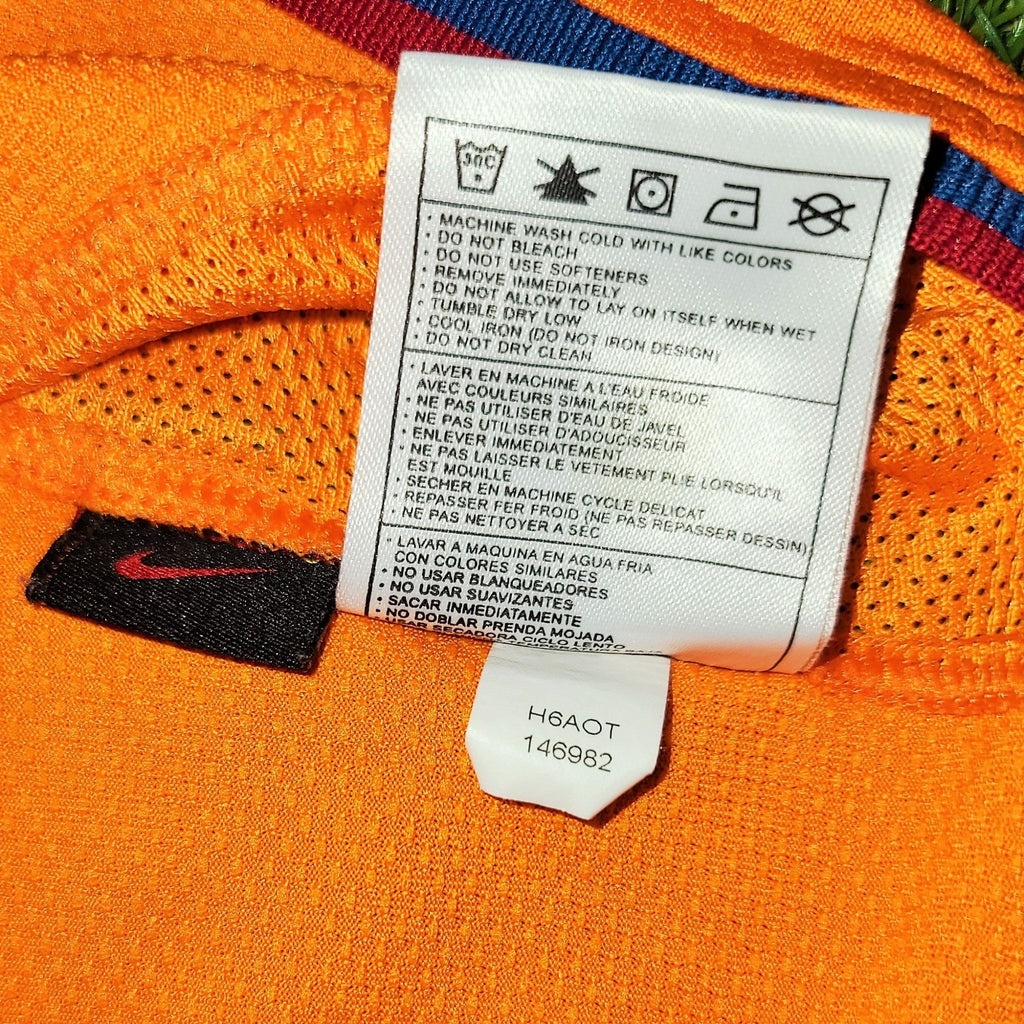 30C
• MACHINE WASH COLD WITH LIKE COLORS
• DO NOT BLEACH
• DO NOT USE SOFTENERS
• REMOVE IMMEDIATELY
• DO NOT ALLOW TO LAY ON ITSELF WHEN WET
• TUMBLE DRY LOW
• COOL IRON (DO NOT IRON DESIGN)
• DO NOT DRY CLEAN
• LAVER EN MACHINE A L'EAU FROIDE
AVEC COULEURS SIMILAIRES
• NE PAS UTILISER D'EAU DE JAVEL
• NE PAS UTILISER D'ADOUCISSEUR
• ENLEVER IMMEDIATEMENT
• NE PAS LAISSER LE VETEMENT PLIE LORSQU'IL
EST MOUILLE
• SECHER EN MACHINE CYCLE DELICAT
• REPASSER FER FROID (NE PAS REPASSER DESSIN)
• NE PAS NETTOYER A SEC
• LAVAR A MAQUINA EN AGUA FRIA
CON COLORES SIMILARES
• NO USAR BLANQUEADORES
• NO USAR SUAVIZANTES
• SACAR INMEDIATAMENTE
• NO DOBLAR PRENDA MOJADA
• USAR SECADORA CICLO LENTO
H6AOT
146982